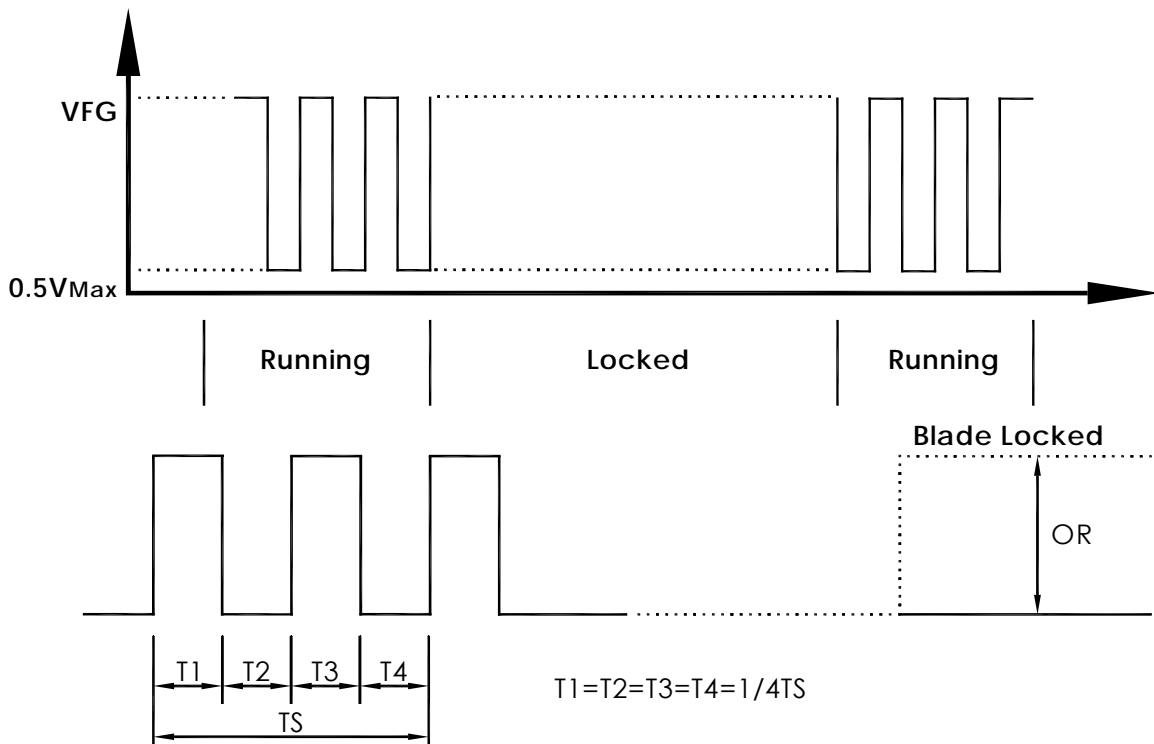 VFG
0.5VMax
Running Locked Running
Blade Locked
OR
T1 T2 T3 T4
T1=T2=T3=T4=1/4TS
TS